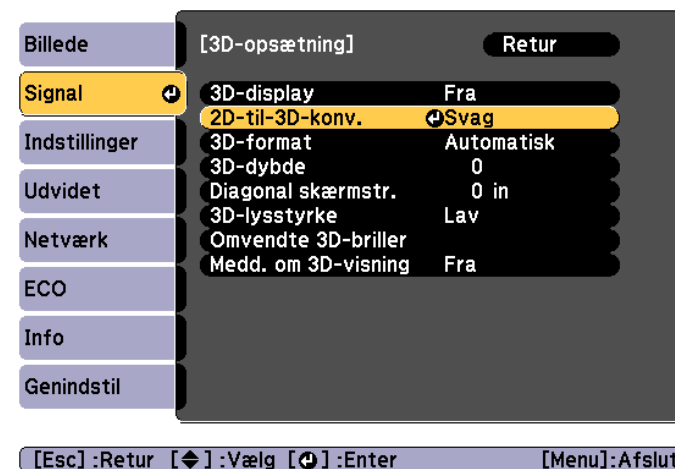 Billede
Signal
Indstillinger
Udvidet
Netværk
ECO
Info
Genindstil
[3D-opsætning] Retur
3D-display Fra
2D-til-3D-konv. Svag
3D-format Automatisk
3D-dybde 0
Diagonal skærmstr. 0 in
3D-lysstyrke Lav
Omvendte 3D-briller
Medd. om 3D-visning Fra
[Esc] :Retur [ ] :Vælg [ ] :Enter [Menu]:Afslut